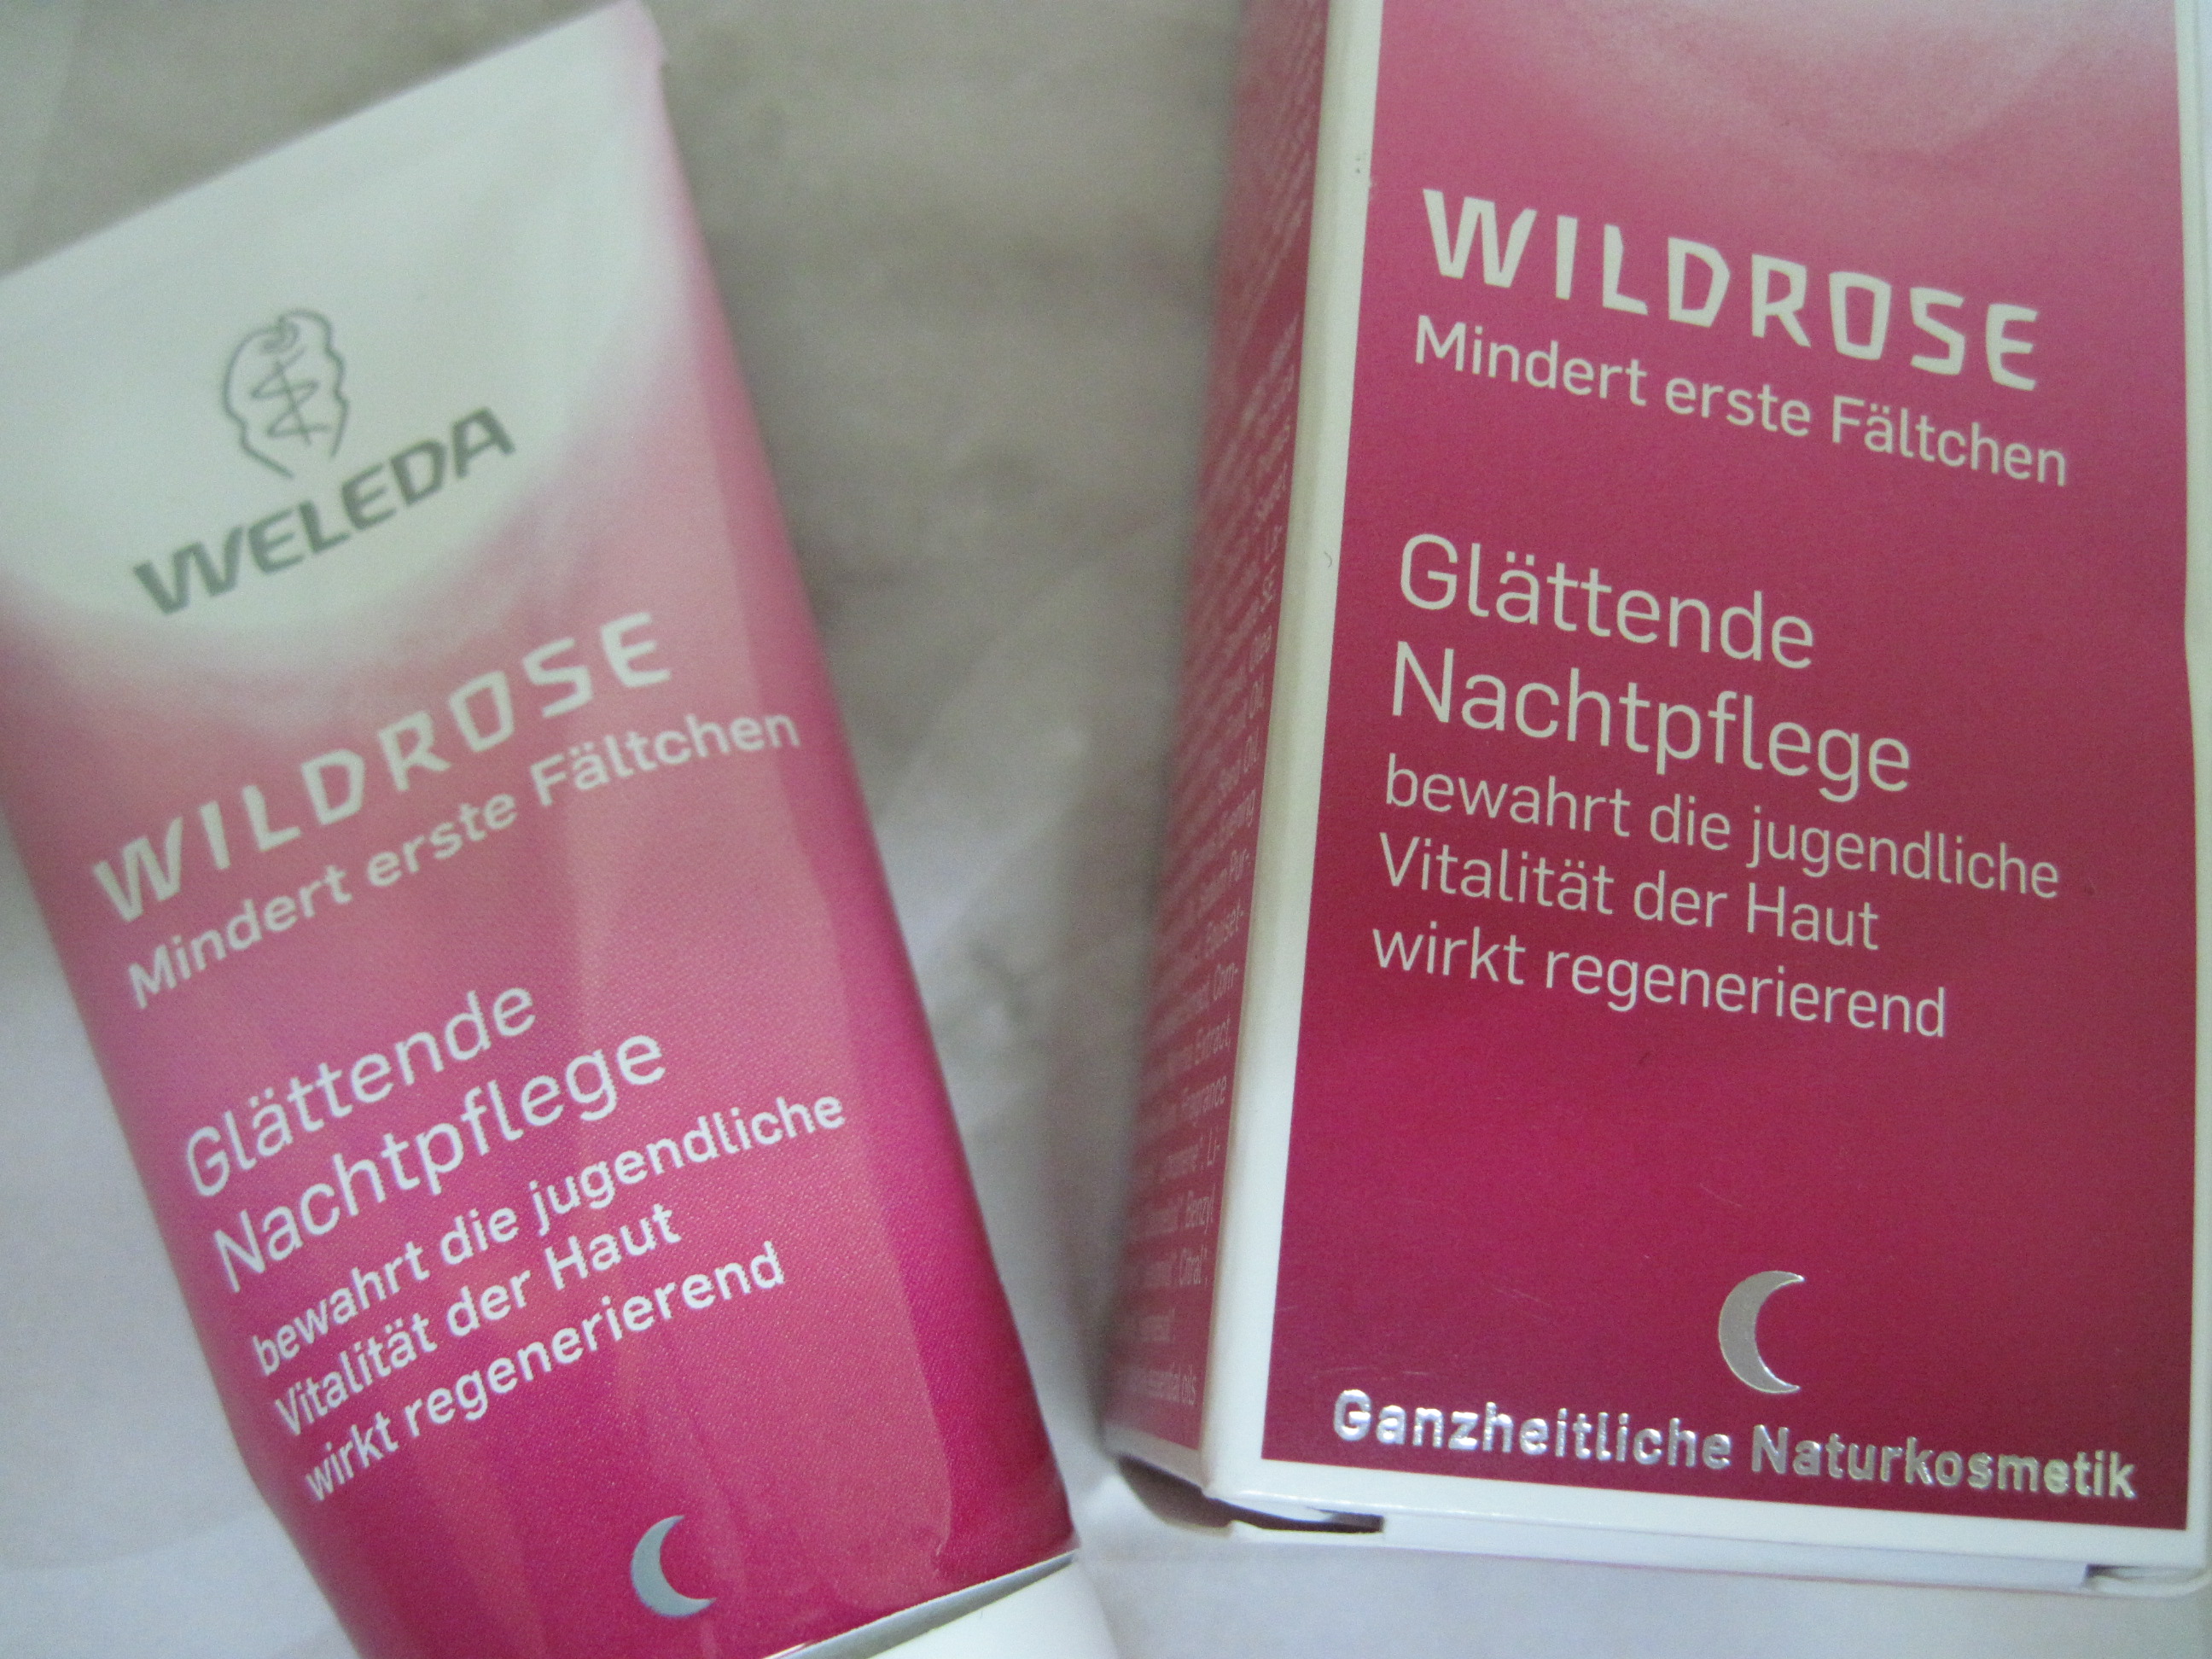 WELEDA
WILDROSE
Mindert erste Fältchen
Glättende
Nachtpflege
bewahrt die jugendliche
Vitalität der Haut
wirkt regenerierend
WILDROSE
Mindert erste Fältchen
Glättende
Nachtpflege
bewahrt die jugendliche
Vitalität der Haut
wirkt regenerierend
Ganzheitliche Naturkosmetik